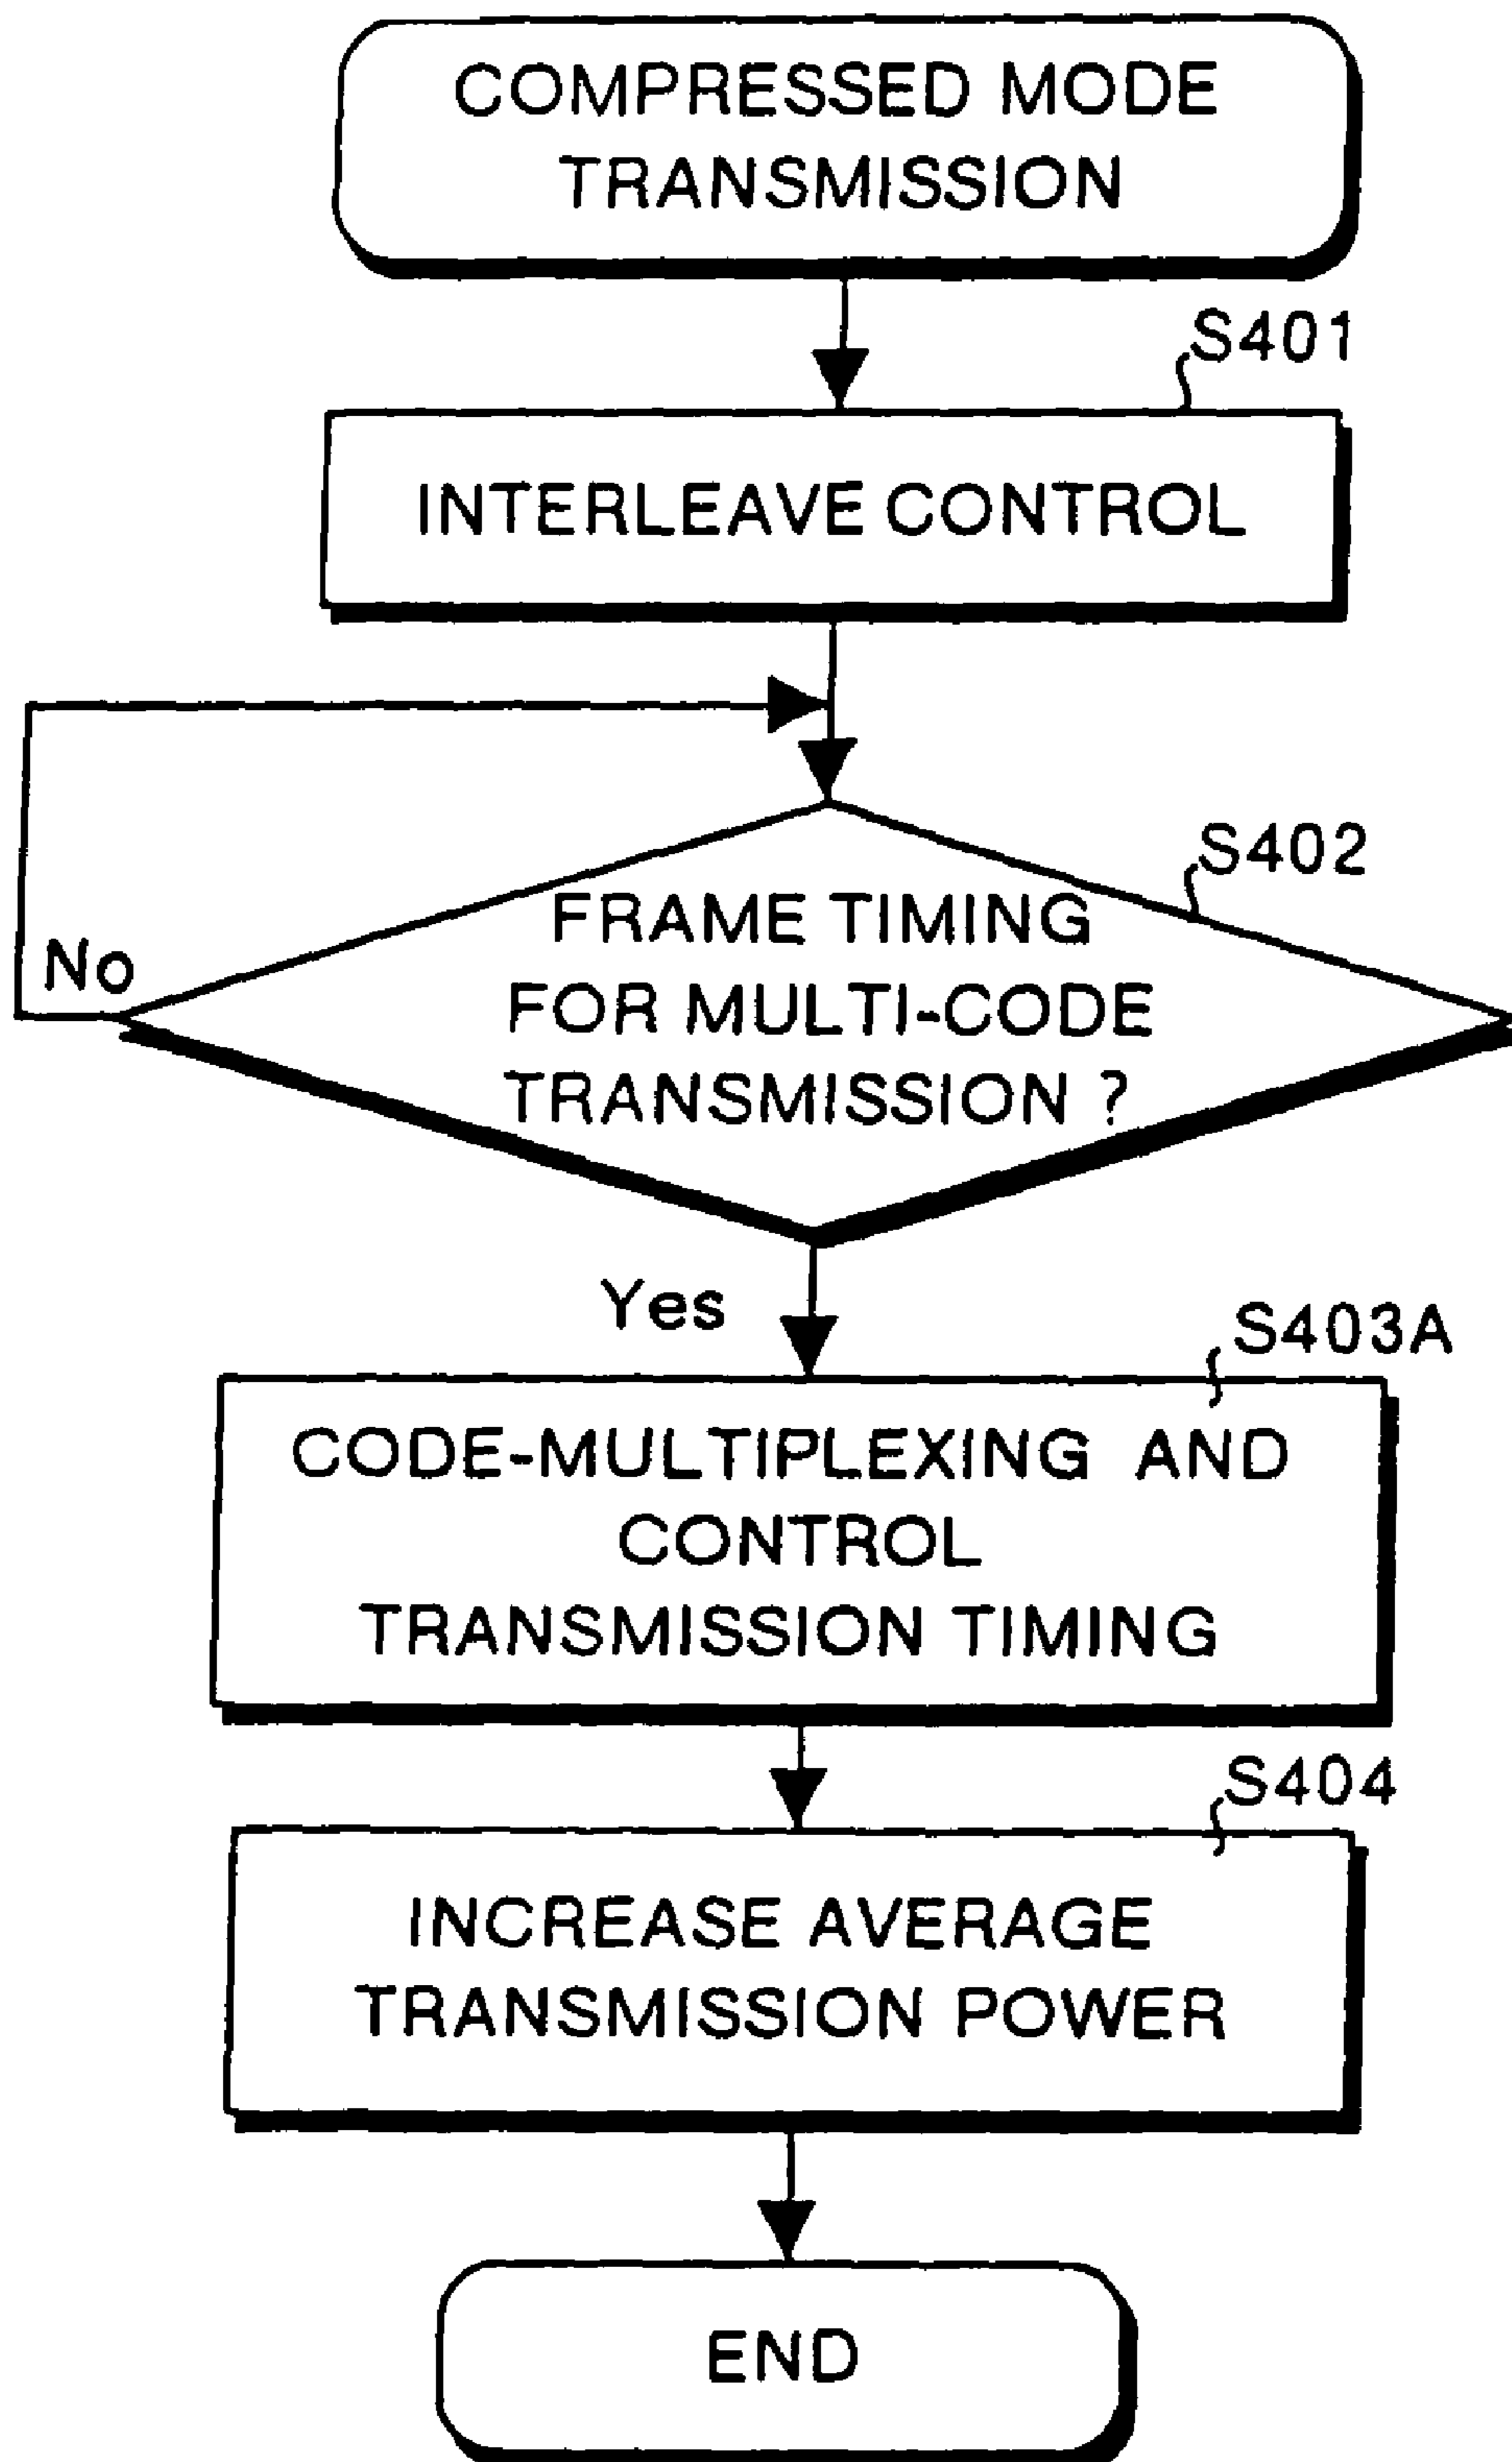 COMPRESSED MODE
TRANSMISSION
S401
INTERLEAVE CONTROL
S402
FRAME TIMING
No
FOR MULTI-CODE
TRANSMISSION ?
Yes
S403A
CODE-MULTIPLEXING AND
CONTROL
TRANSMISSION TIMING
S404
INCREASE AVERAGE
TRANSMISSION POWER
END